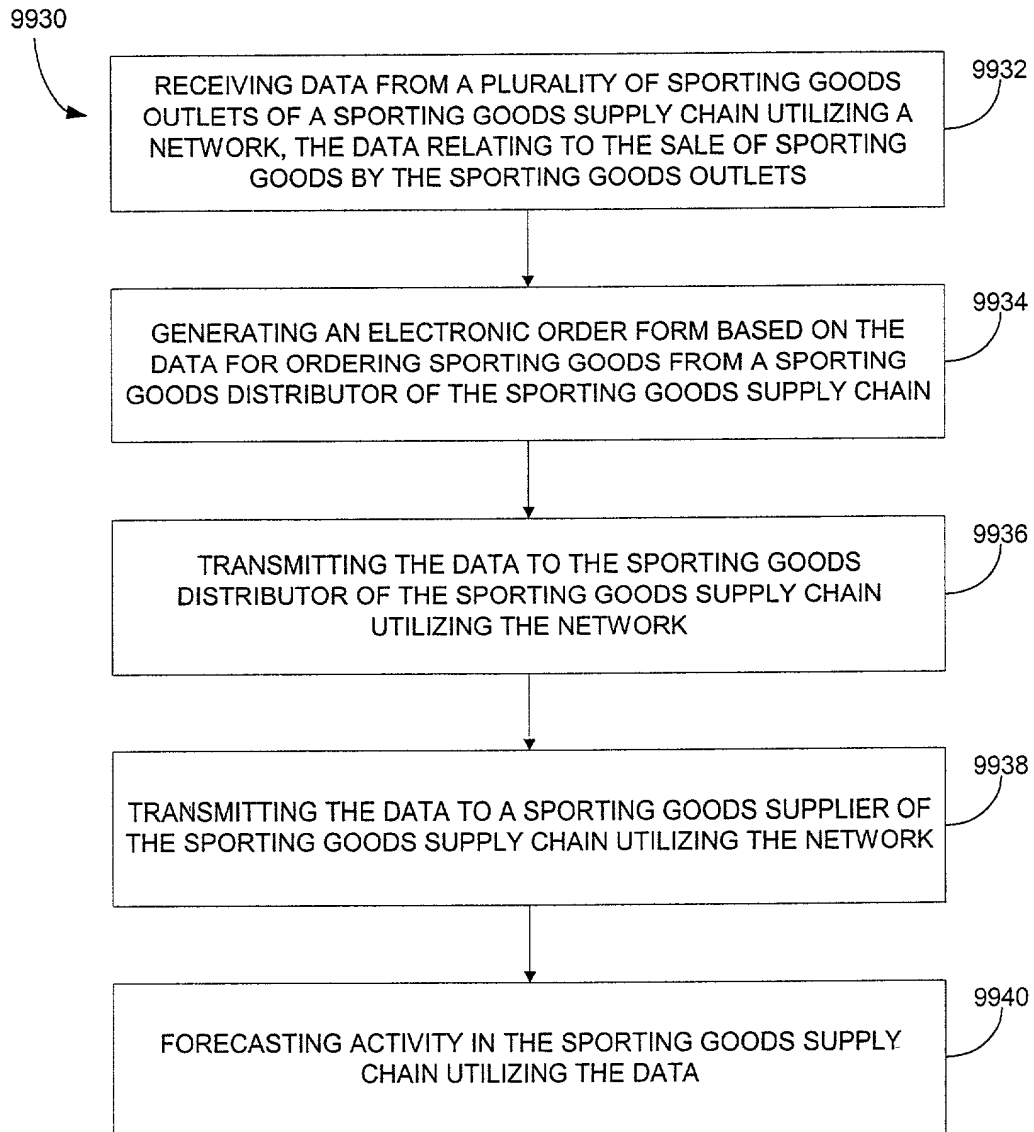 9930
9932
RECEIVING DATA FROM A PLURALITY OF SPORTING GOODS
OUTLETS OF A SPORTING GOODS SUPPLY CHAIN UTILIZING A
NETWORK, THE DATA RELATING TO THE SALE OF SPORTING
GOODS BY THE SPORTING GOODS OUTLETS
9934
GENERATING AN ELECTRONIC ORDER FORM BASED ON THE
DATA FOR ORDERING SPORTING GOODS FROM A SPORTING
GOODS DISTRIBUTOR OF THE SPORTING GOODS SUPPLY CHAIN
9936
TRANSMITTING THE DATA TO THE SPORTING GOODS
DISTRIBUTOR OF THE SPORTING GOODS SUPPLY CHAIN
UTILIZING THE NETWORK
9938
TRANSMITTING THE DATA TO A SPORTING GOODS SUPPLIER OF
THE SPORTING GOODS SUPPLY CHAIN UTILIZING THE NETWORK
9940
FORECASTING ACTIVITY IN THE SPORTING GOODS SUPPLY
CHAIN UTILIZING THE DATA